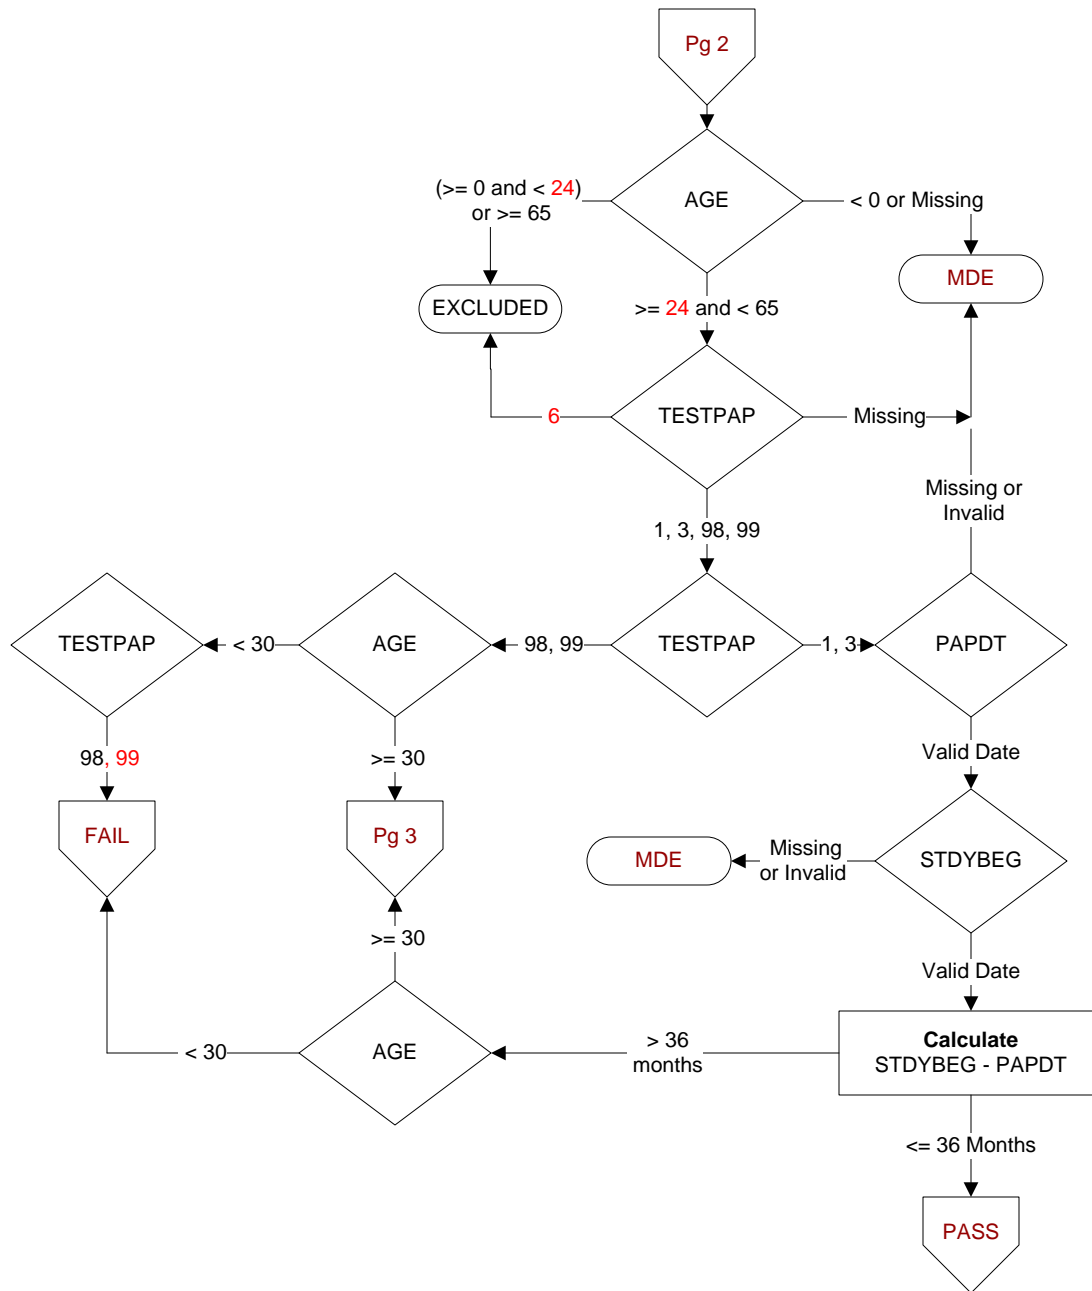 Pg 2
AGE
(>= 0 and < 24)
or >= 65
< 0 or Missing
MDE
EXCLUDED
>= 24 and < 65
6
TESTPAP
Missing
Missing or
Invalid
1, 3, 98, 99
TESTPAP
< 30
AGE
98, 99
TESTPAP
1, 3
PAPDT
98, 99
>= 30
Valid Date
FAIL
Pg 3
MDE
Missing
or Invalid
STDYBEG
>= 30
Valid Date
< 30
AGE
> 36
months
Calculate
STDYBEG - PAPDT
<= 36 Months
PASS